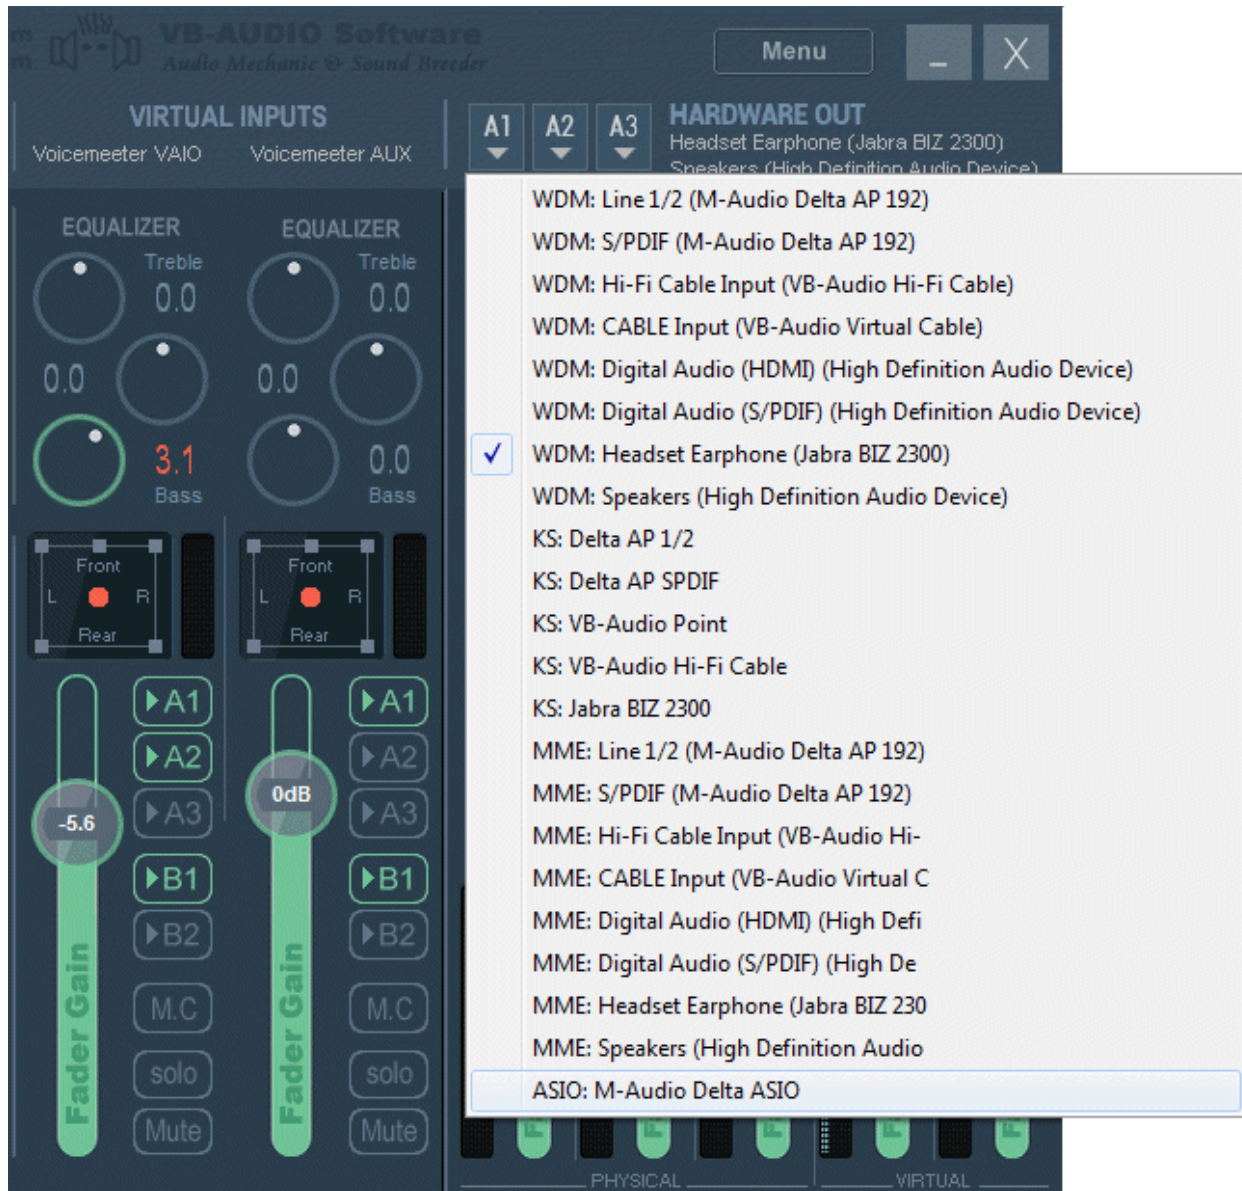 m
m
VB-AUDIO Software
Audio Mechanic & Sound Breeder
Menu
_
X
VIRTUAL INPUTS
Voicemeeter VAIO
Voicemeeter AUX
A1
A2
A3
HARDWARE OUT
Headset Earphone (Jabra BIZ 2300)
Speakers (High Definition Audio Device)
EQUALIZER
Treble
0.0
0.0
3.1
Bass
EQUALIZER
Treble
0.0
0.0
0.0
Bass
Front
L
R
Rear
Front
L
R
Rear
A1
A2
A3
B1
B2
M.C
solo
Mute
-5.6
Fader Gain
A1
A2
A3
B1
B2
M.C
solo
Mute
0dB
Fader Gain
WDM: Line 1/2 (M-Audio Delta AP 192)
WDM: S/PDIF (M-Audio Delta AP 192)
WDM: Hi-Fi Cable Input (VB-Audio Hi-Fi Cable)
WDM: CABLE Input (VB-Audio Virtual Cable)
WDM: Digital Audio (HDMI) (High Definition Audio Device)
WDM: Digital Audio (S/PDIF) (High Definition Audio Device)
WDM: Headset Earphone (Jabra BIZ 2300)
WDM: Speakers (High Definition Audio Device)
KS: Delta AP 1/2
KS: Delta AP SPDIF
KS: VB-Audio Point
KS: VB-Audio Hi-Fi Cable
KS: Jabra BIZ 2300
MME: Line 1/2 (M-Audio Delta AP 192)
MME: S/PDIF (M-Audio Delta AP 192)
MME: Hi-Fi Cable Input (VB-Audio Hi-
MME: CABLE Input (VB-Audio Virtual C
MME: Digital Audio (HDMI) (High Defi
MME: Digital Audio (S/PDIF) (High De
MME: Headset Earphone (Jabra BIZ 230
MME: Speakers (High Definition Audio
ASIO: M-Audio Delta ASIO
PHYSICAL
VIRTUAL